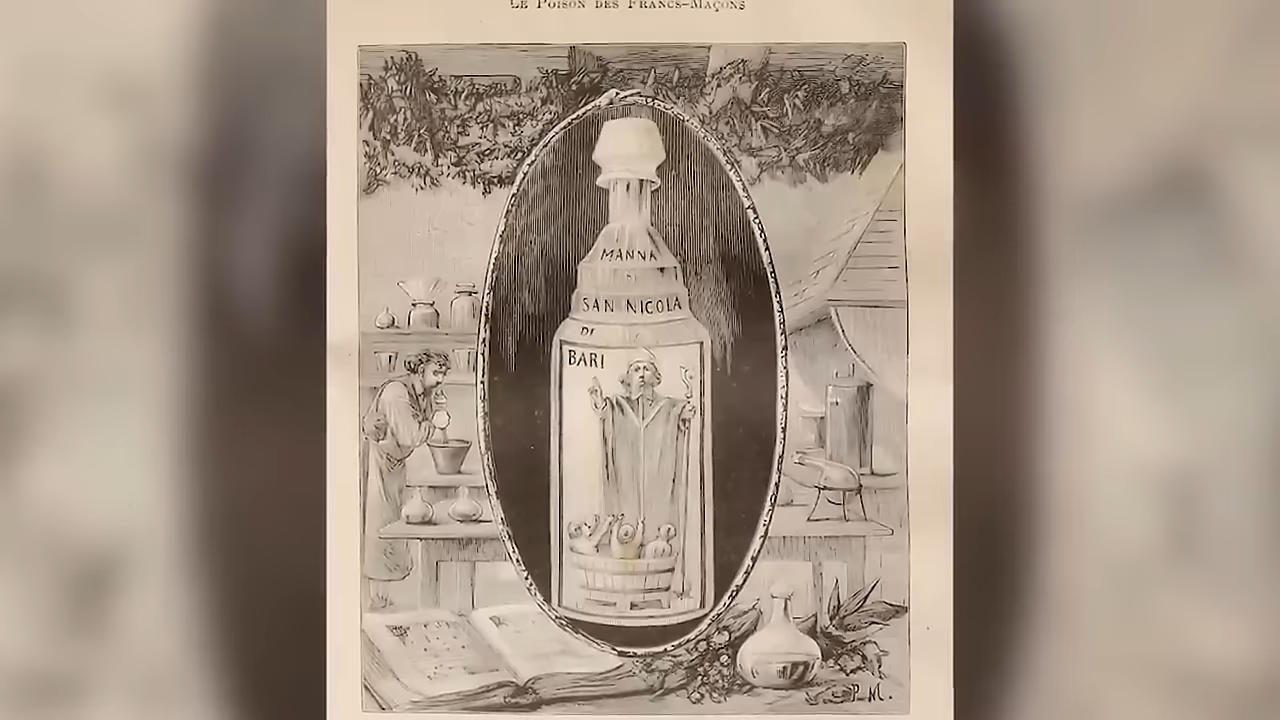 LE POISON DES FRANCS-MAÇONS
MANNA
DI
SAN NICOLA
DI
BARI
P. M.